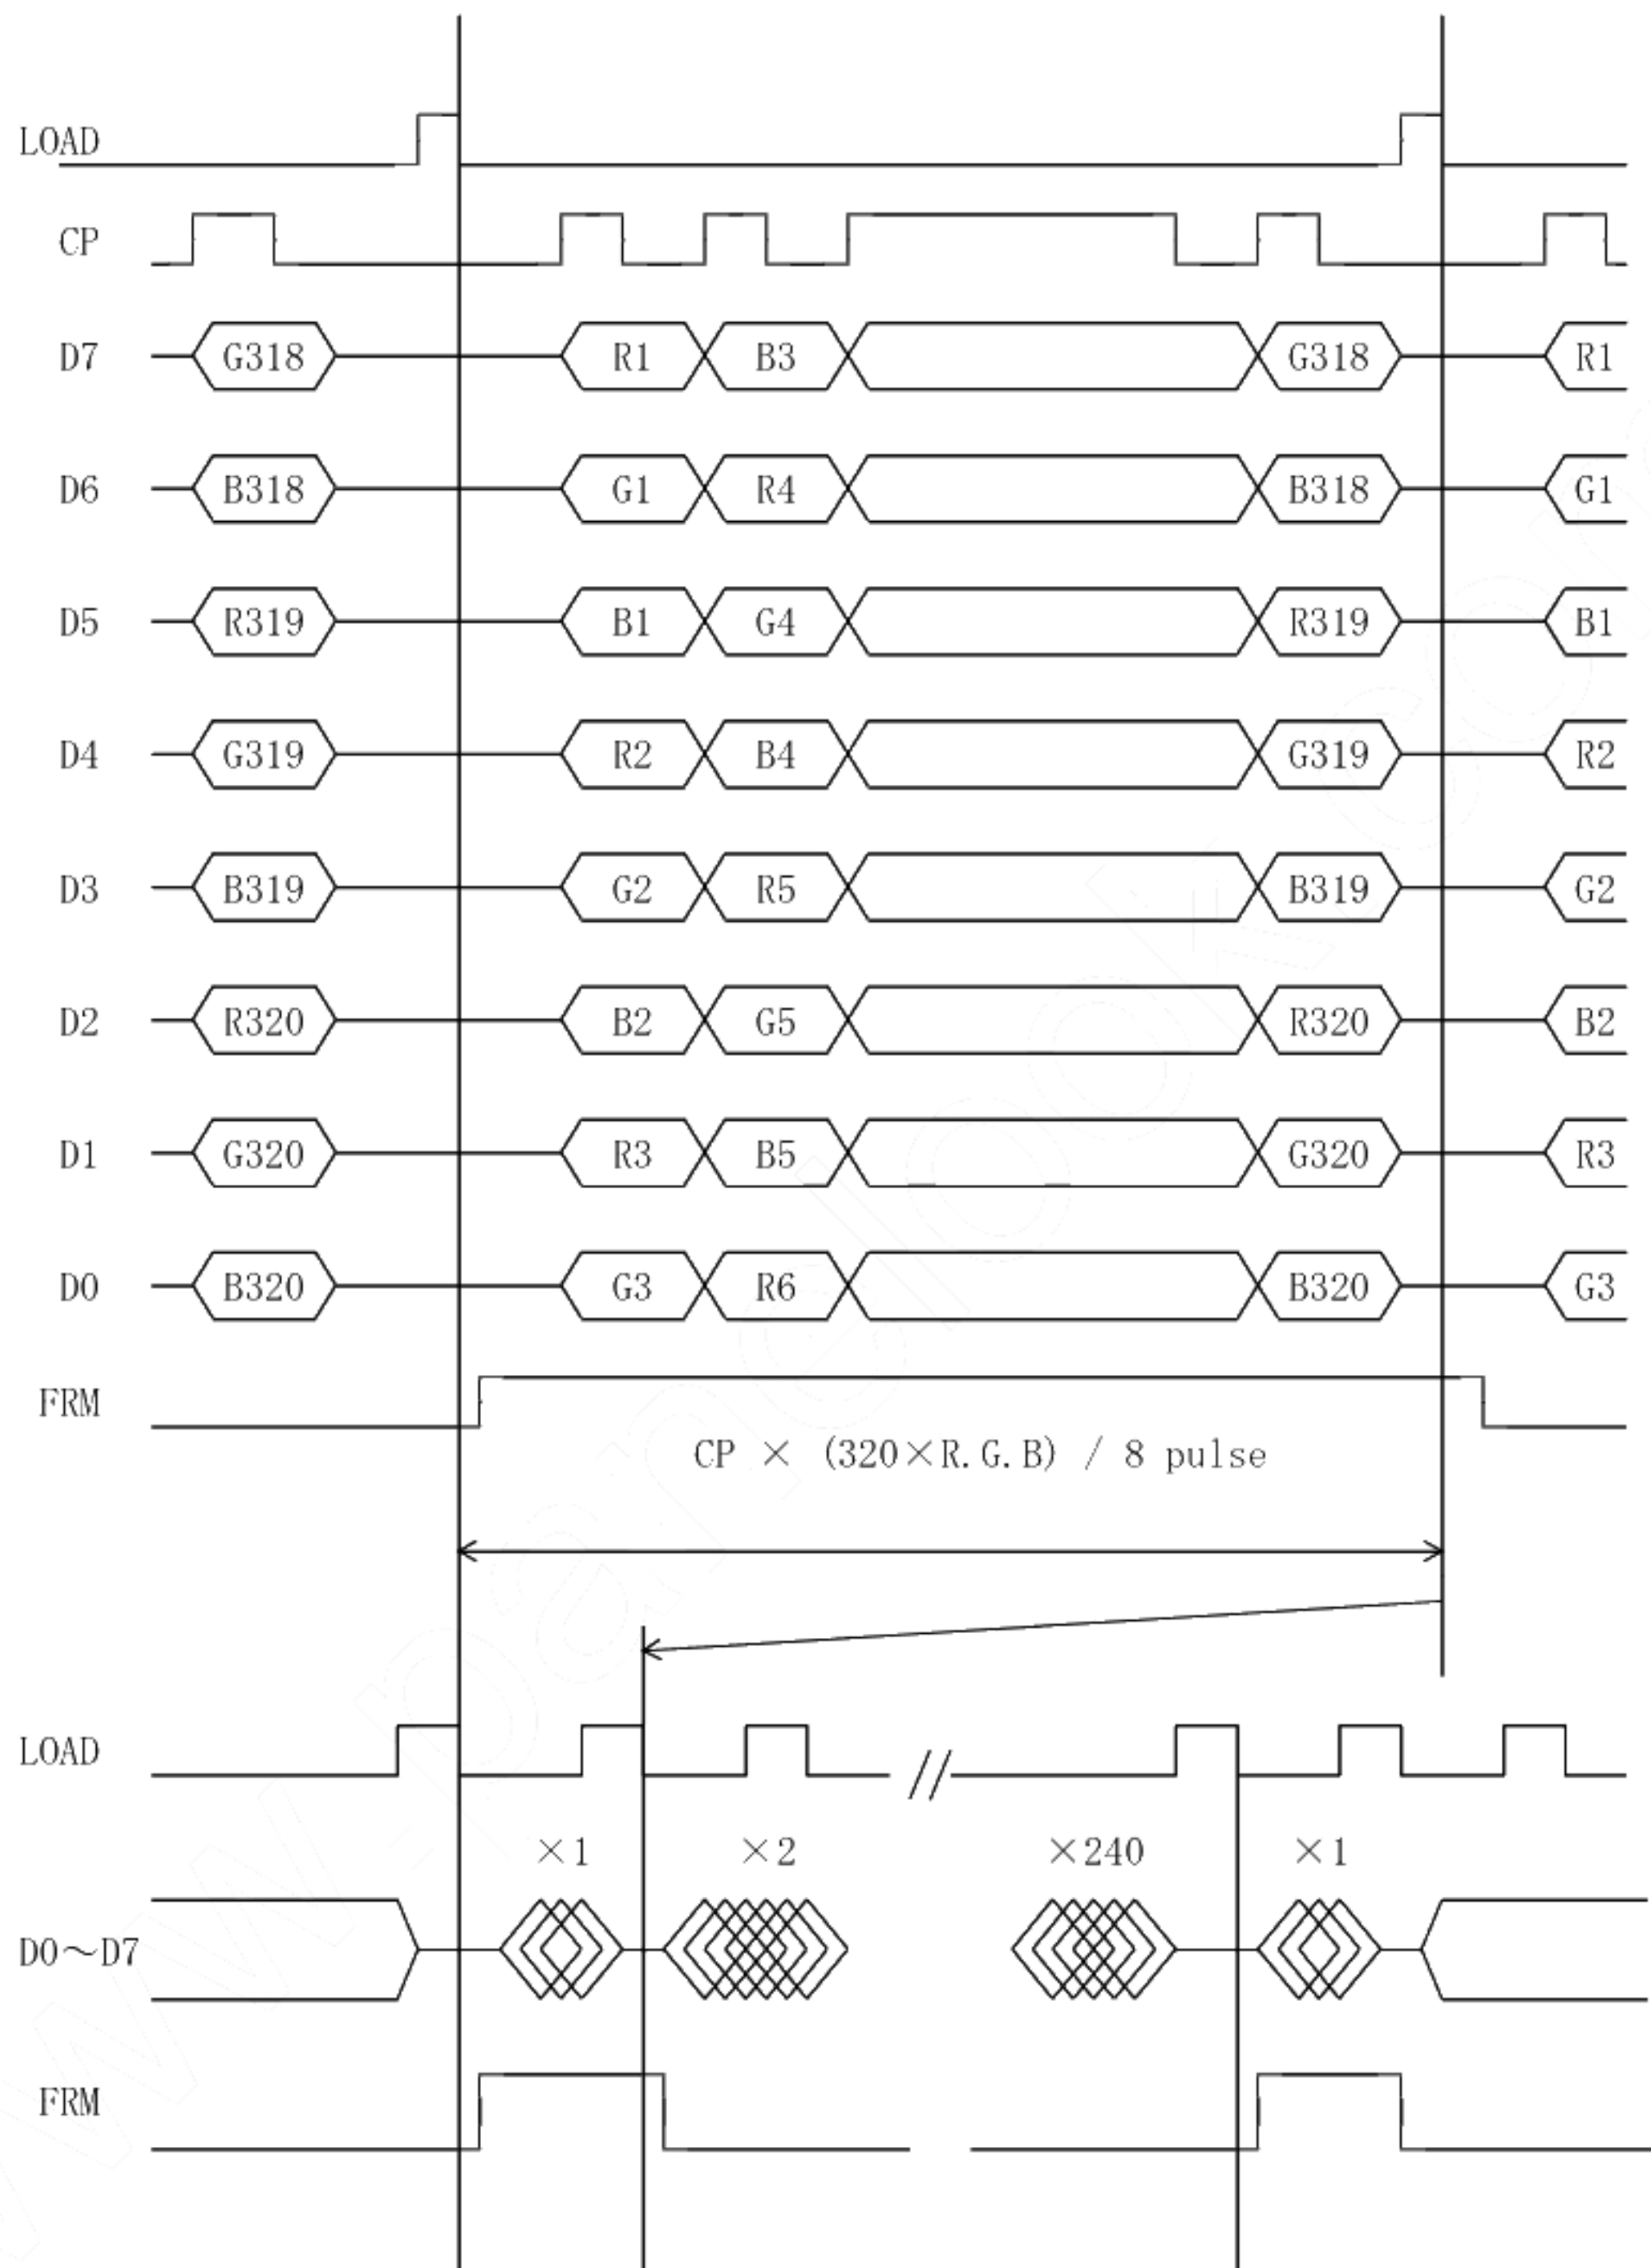 LOAD
CP
D7 G318 R1 B3 G318 R1
D6 B318 G1 R4 B318 G1
D5 R319 B1 G4 R319 B1
D4 G319 R2 B4 G319 R2
D3 B319 G2 R5 B319 G2
D2 R320 B2 G5 R320 B2
D1 G320 R3 B5 G320 R3
D0 B320 G3 R6 B320 G3
FRM
CP × (320×R.G.B) / 8 pulse
LOAD
//
×1 ×2 ×240 ×1
D0~D7
FRM